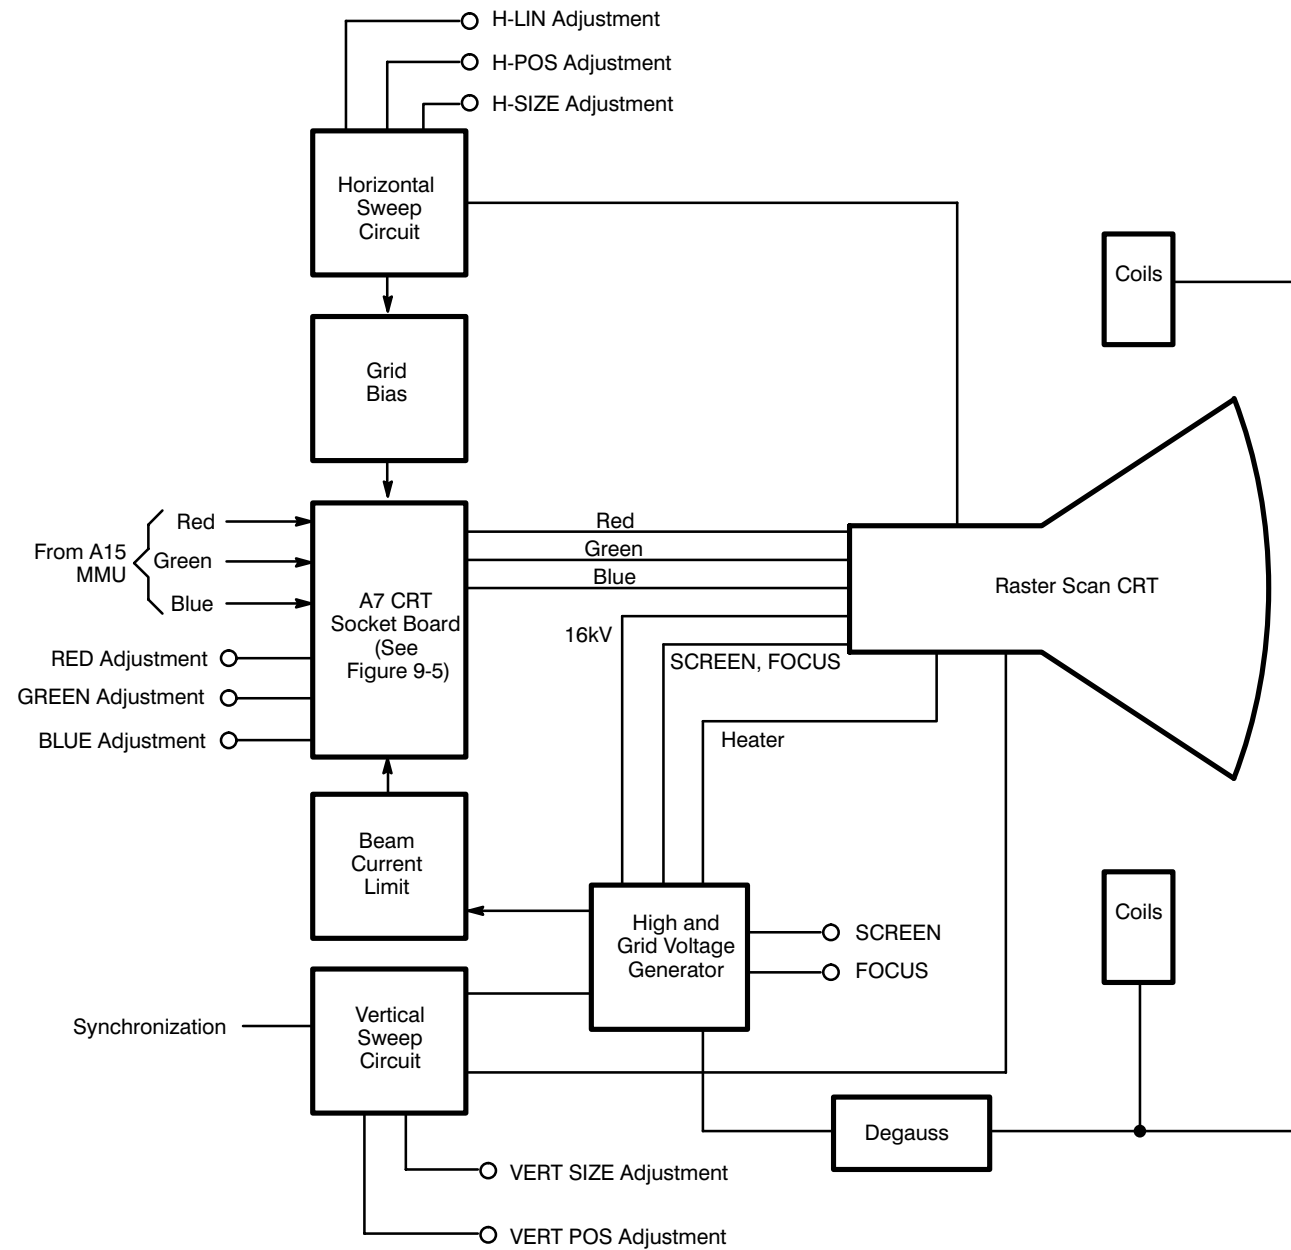 H-LIN Adjustment
H-POS Adjustment
H-SIZE Adjustment
Horizontal
Sweep
Circuit
Coils
Grid
Bias
Red
From A15
MMU
Green
Blue
RED Adjustment
GREEN Adjustment
BLUE Adjustment
A7 CRT
Socket Board
(See
Figure 9-5)
Red
Green
Blue
16kV
SCREEN, FOCUS
Heater
Raster Scan CRT
Beam
Current
Limit
High and
Grid Voltage
Generator
SCREEN
FOCUS
Coils
Synchronization
Vertical
Sweep
Circuit
Degauss
VERT SIZE Adjustment
VERT POS Adjustment